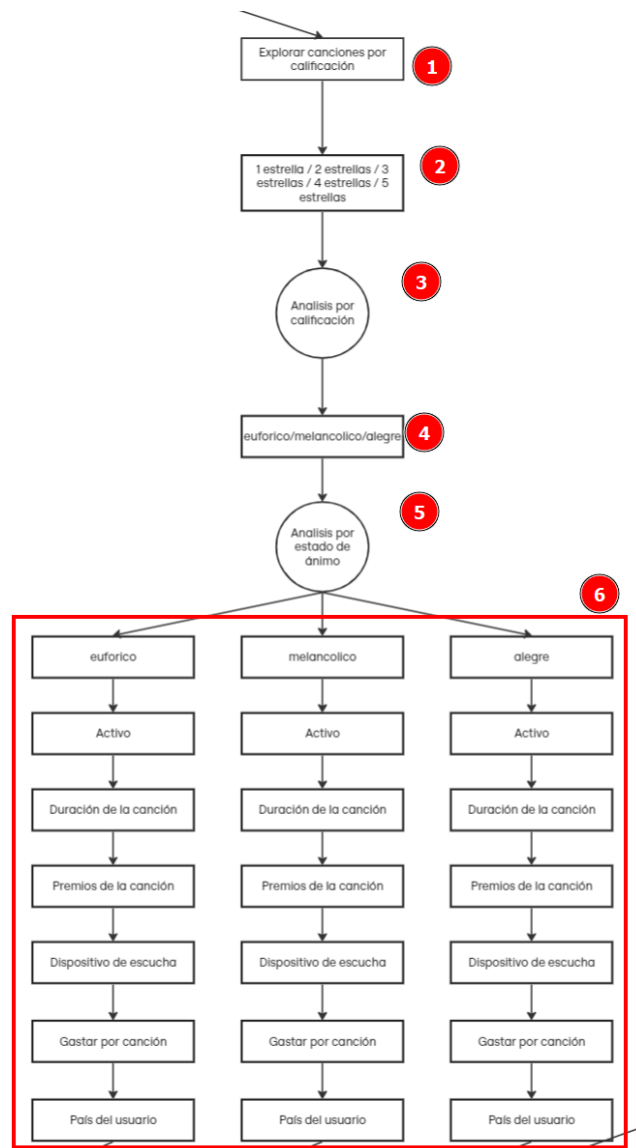 Explorar canciones por
calificación
1
1 estrella / 2 estrellas / 3
estrellas / 4 estrellas / 5
estrellas
2
3
Analisis por
calificación
euforico/melancolico/alegre
4
5
Analisis por
estado de
ánimo
6
euforico
melancolico
alegre
Activo
Activo
Activo
Duración de la canción
Duración de la canción
Duración de la canción
Premios de la canción
Premios de la canción
Premios de la canción
Dispositivo de escucha
Dispositivo de escucha
Dispositivo de escucha
Gastar por canción
Gastar por canción
Gastar por canción
País del usuario
País del usuario
País del usuario